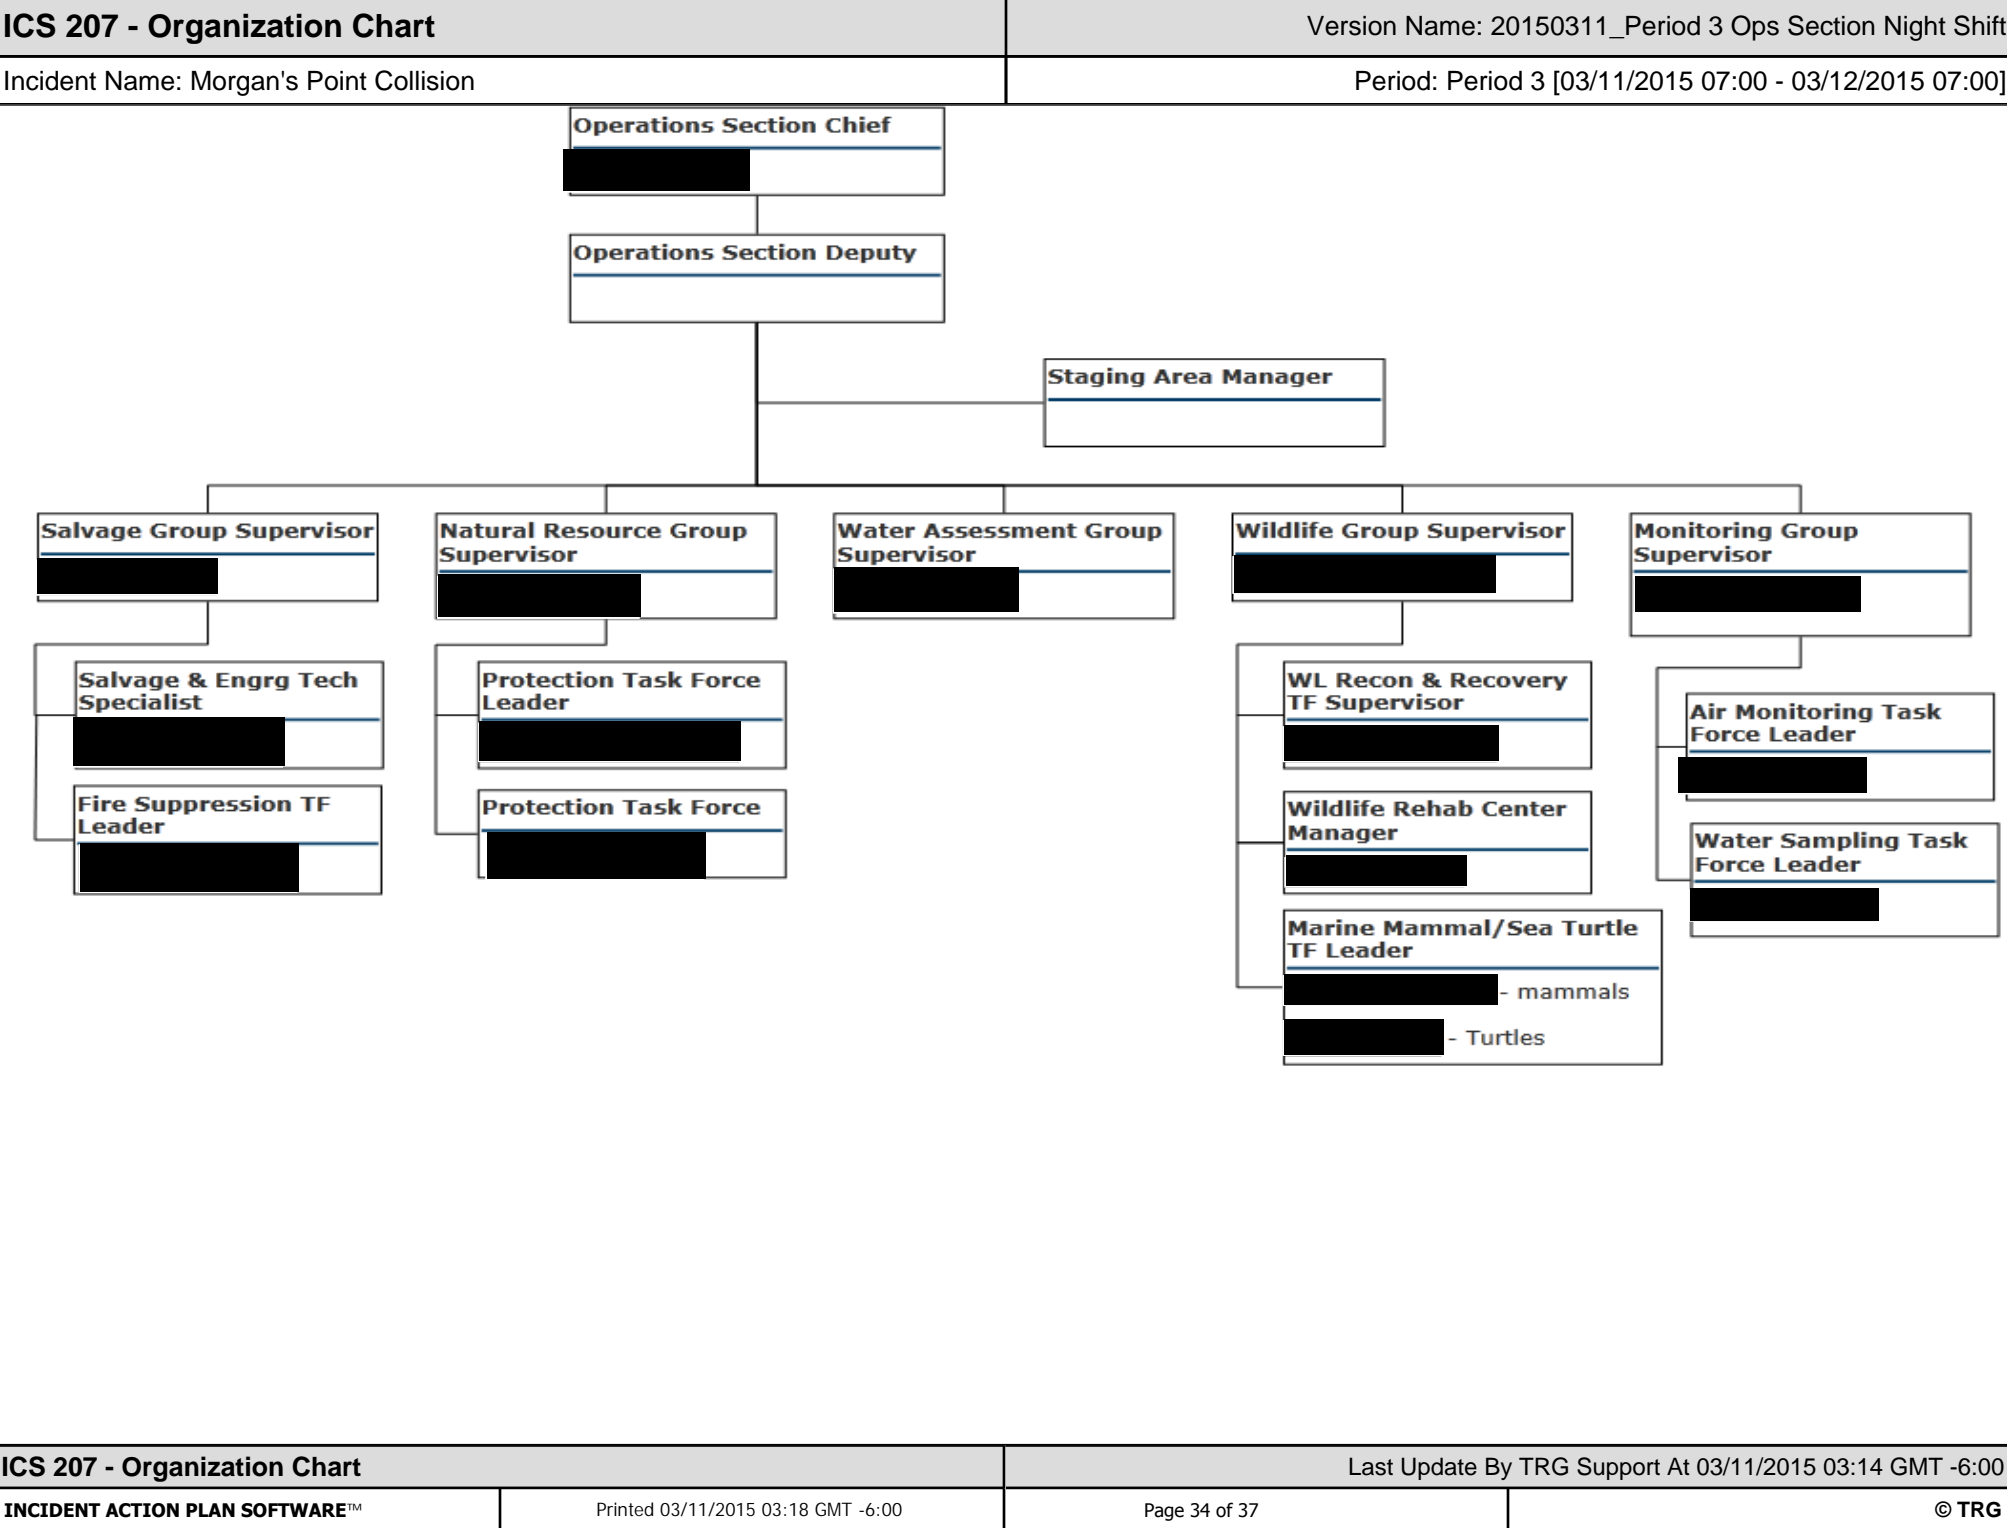 ICS 207 - Organization Chart
Version Name: 20150311_Period 3 Ops Section Night Shift
Incident Name: Morgan's Point Collision
Period: Period 3 [03/11/2015 07:00 - 03/12/2015 07:00]
Operations Section Chief
Operations Section Deputy
Staging Area Manager
Salvage Group Supervisor
Natural Resource Group
Supervisor
Water Assessment Group
Supervisor
Wildlife Group Supervisor
Monitoring Group
Supervisor
Salvage & Engrg Tech
Specialist
Fire Suppression TF
Leader
Protection Task Force
Leader
Protection Task Force
WL Recon & Recovery
TF Supervisor
Wildlife Rehab Center
Manager
Marine Mammal/Sea Turtle
TF Leader
- mammals
- Turtles
Air Monitoring Task
Force Leader
Water Sampling Task
Force Leader
ICS 207 - Organization Chart
Last Update By TRG Support At 03/11/2015 03:14 GMT -6:00
INCIDENT ACTION PLAN SOFTWARE™
Printed 03/11/2015 03:18 GMT -6:00
Page 34 of 37
© TRG